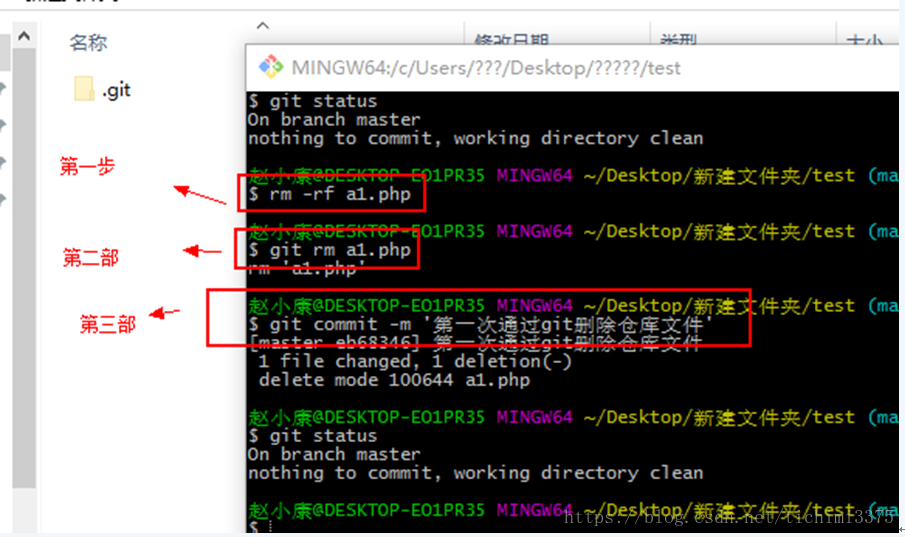 名称
修改日期
类型
大小
.git
MINGW64:/c/Users/???/Desktop/?????/test
$ git status
On branch master
nothing to commit, working directory clean
第一步
赵小康@DESKTOP-EO1PR35 MINGW64 ~/Desktop/新建文件夹/test (ma
$ rm -rf a1.php
第二部
赵小康@DESKTOP-EO1PR35 MINGW64 ~/Desktop/新建文件夹/test (ma
$ git rm a1.php
rm 'a1.php'
第三部
赵小康@DESKTOP-EO1PR35 MINGW64 ~/Desktop/新建文件夹/test (ma
$ git commit -m '第一次通过git删除仓库文件'
[master eb68346] 第一次通过git删除仓库文件
1 file changed, 1 deletion(-)
delete mode 100644 a1.php
赵小康@DESKTOP-EO1PR35 MINGW64 ~/Desktop/新建文件夹/test (ma
$ git status
On branch master
nothing to commit, working directory clean
赵小康@DESKTOP-EO1PR35 MINGW64 ~/Desktop/新建文件夹/test (ma
$
https://blog.csdn.net/lichiml3375